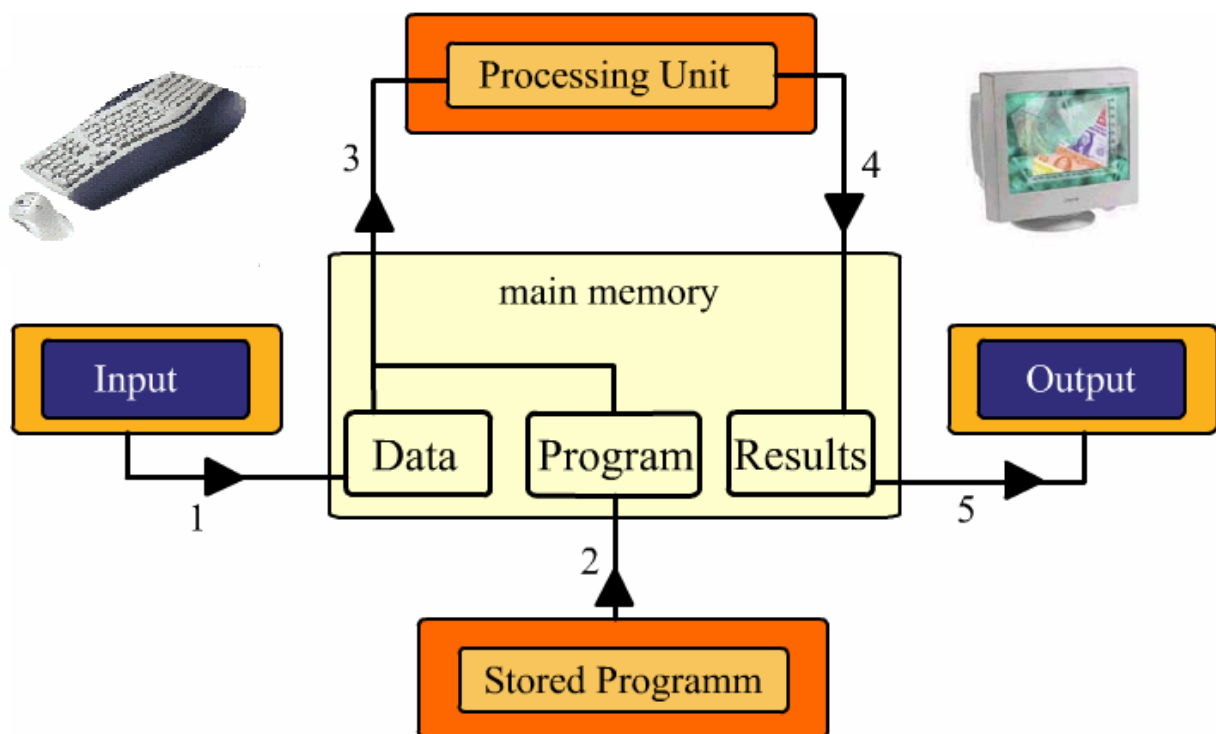 Processing Unit
3
4
main memory
Input
Output
Data
Program
Results
1
5
2
Stored Programm